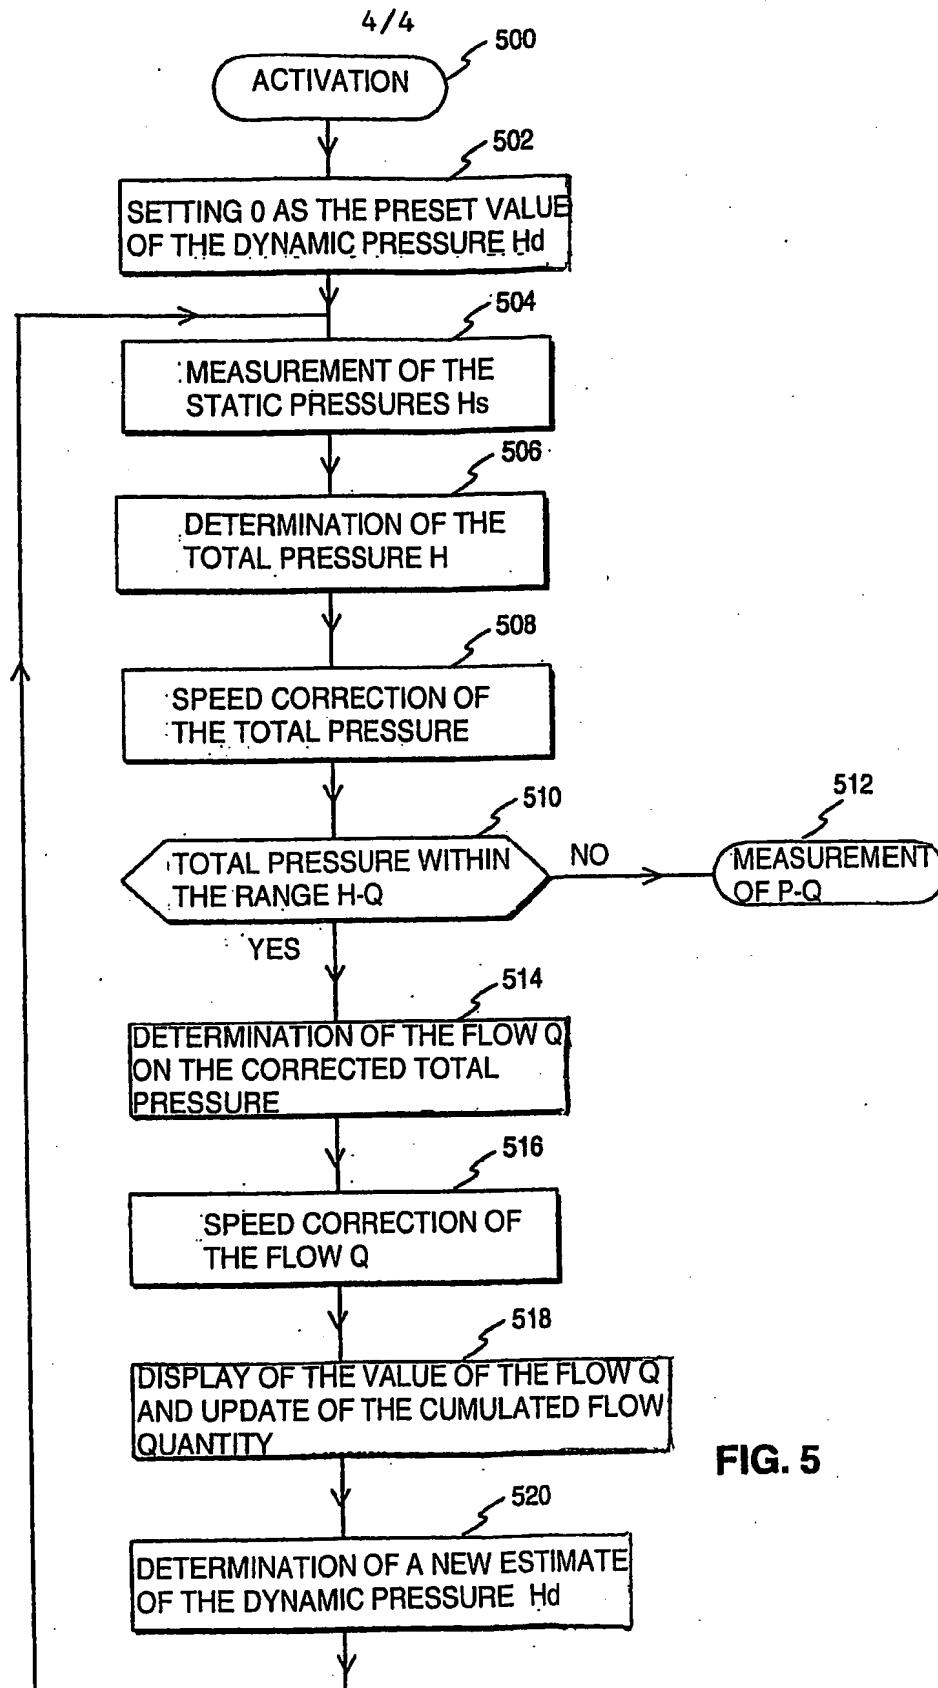 4/4
500
ACTIVATION
502
SETTING 0 AS THE PRESET VALUE
OF THE DYNAMIC PRESSURE Hd
504
MEASUREMENT OF THE
STATIC PRESSURES Hs
506
DETERMINATION OF THE
TOTAL PRESSURE H
508
SPEED CORRECTION OF
THE TOTAL PRESSURE
510
TOTAL PRESSURE WITHIN
THE RANGE H-Q
NO
512
MEASUREMENT
OF P-Q
YES
514
DETERMINATION OF THE FLOW Q
ON THE CORRECTED TOTAL
PRESSURE
516
SPEED CORRECTION OF
THE FLOW Q
518
DISPLAY OF THE VALUE OF THE FLOW Q
AND UPDATE OF THE CUMULATED FLOW
QUANTITY
FIG. 5
520
DETERMINATION OF A NEW ESTIMATE
OF THE DYNAMIC PRESSURE Hd